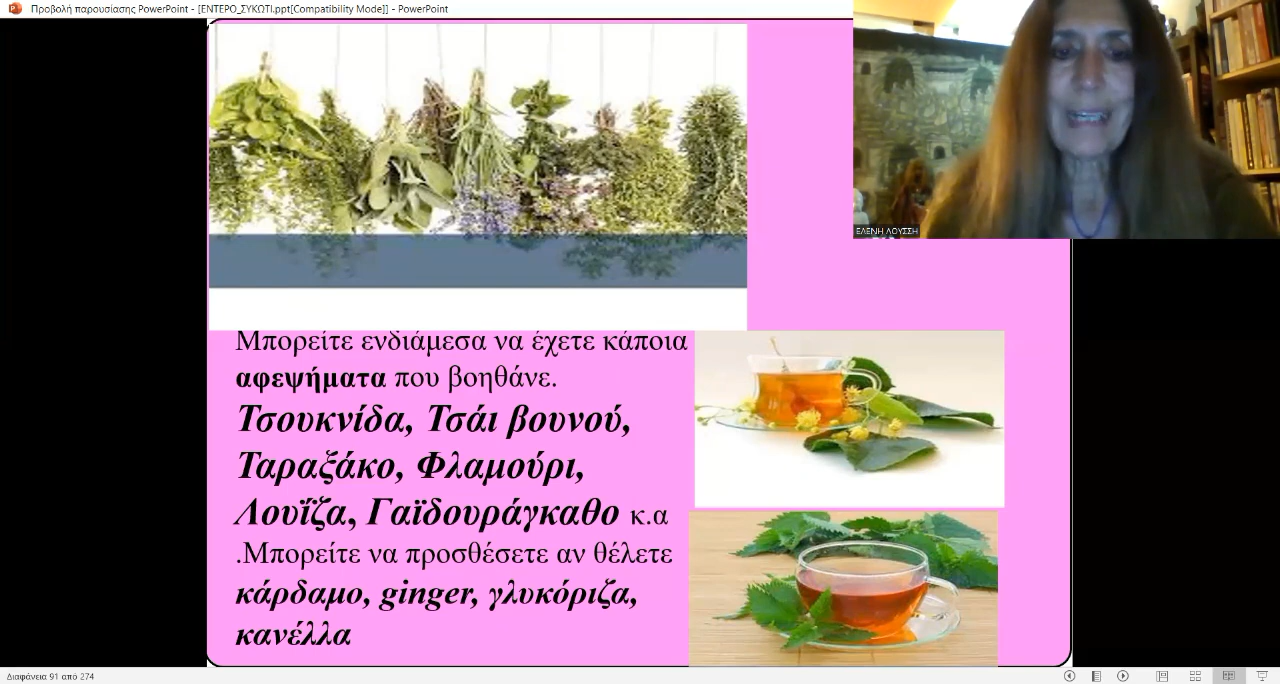 Προβολή παρουσίασης PowerPoint - [ΕΝΤΕΡΟ_ΣΥΚΩΤΙ.ppt[Compatibility Mode]] - PowerPoint
ΕΛΕΝΗ ΛΟΥΣΣΗ
Μπορείτε ενδιάμεσα να έχετε κάποια
αφεψήματα που βοηθάνε.
Τσουκνίδα, Τσάι βουνού,
Ταραξάκο, Φλαμούρι,
Λουΐζα, Γαϊδουράγκαθο κ.α
.Μπορείτε να προσθέσετε αν θέλετε
κάρδαμο, ginger, γλυκόριζα,
κανέλλα
Διαφάνεια 91 από 274